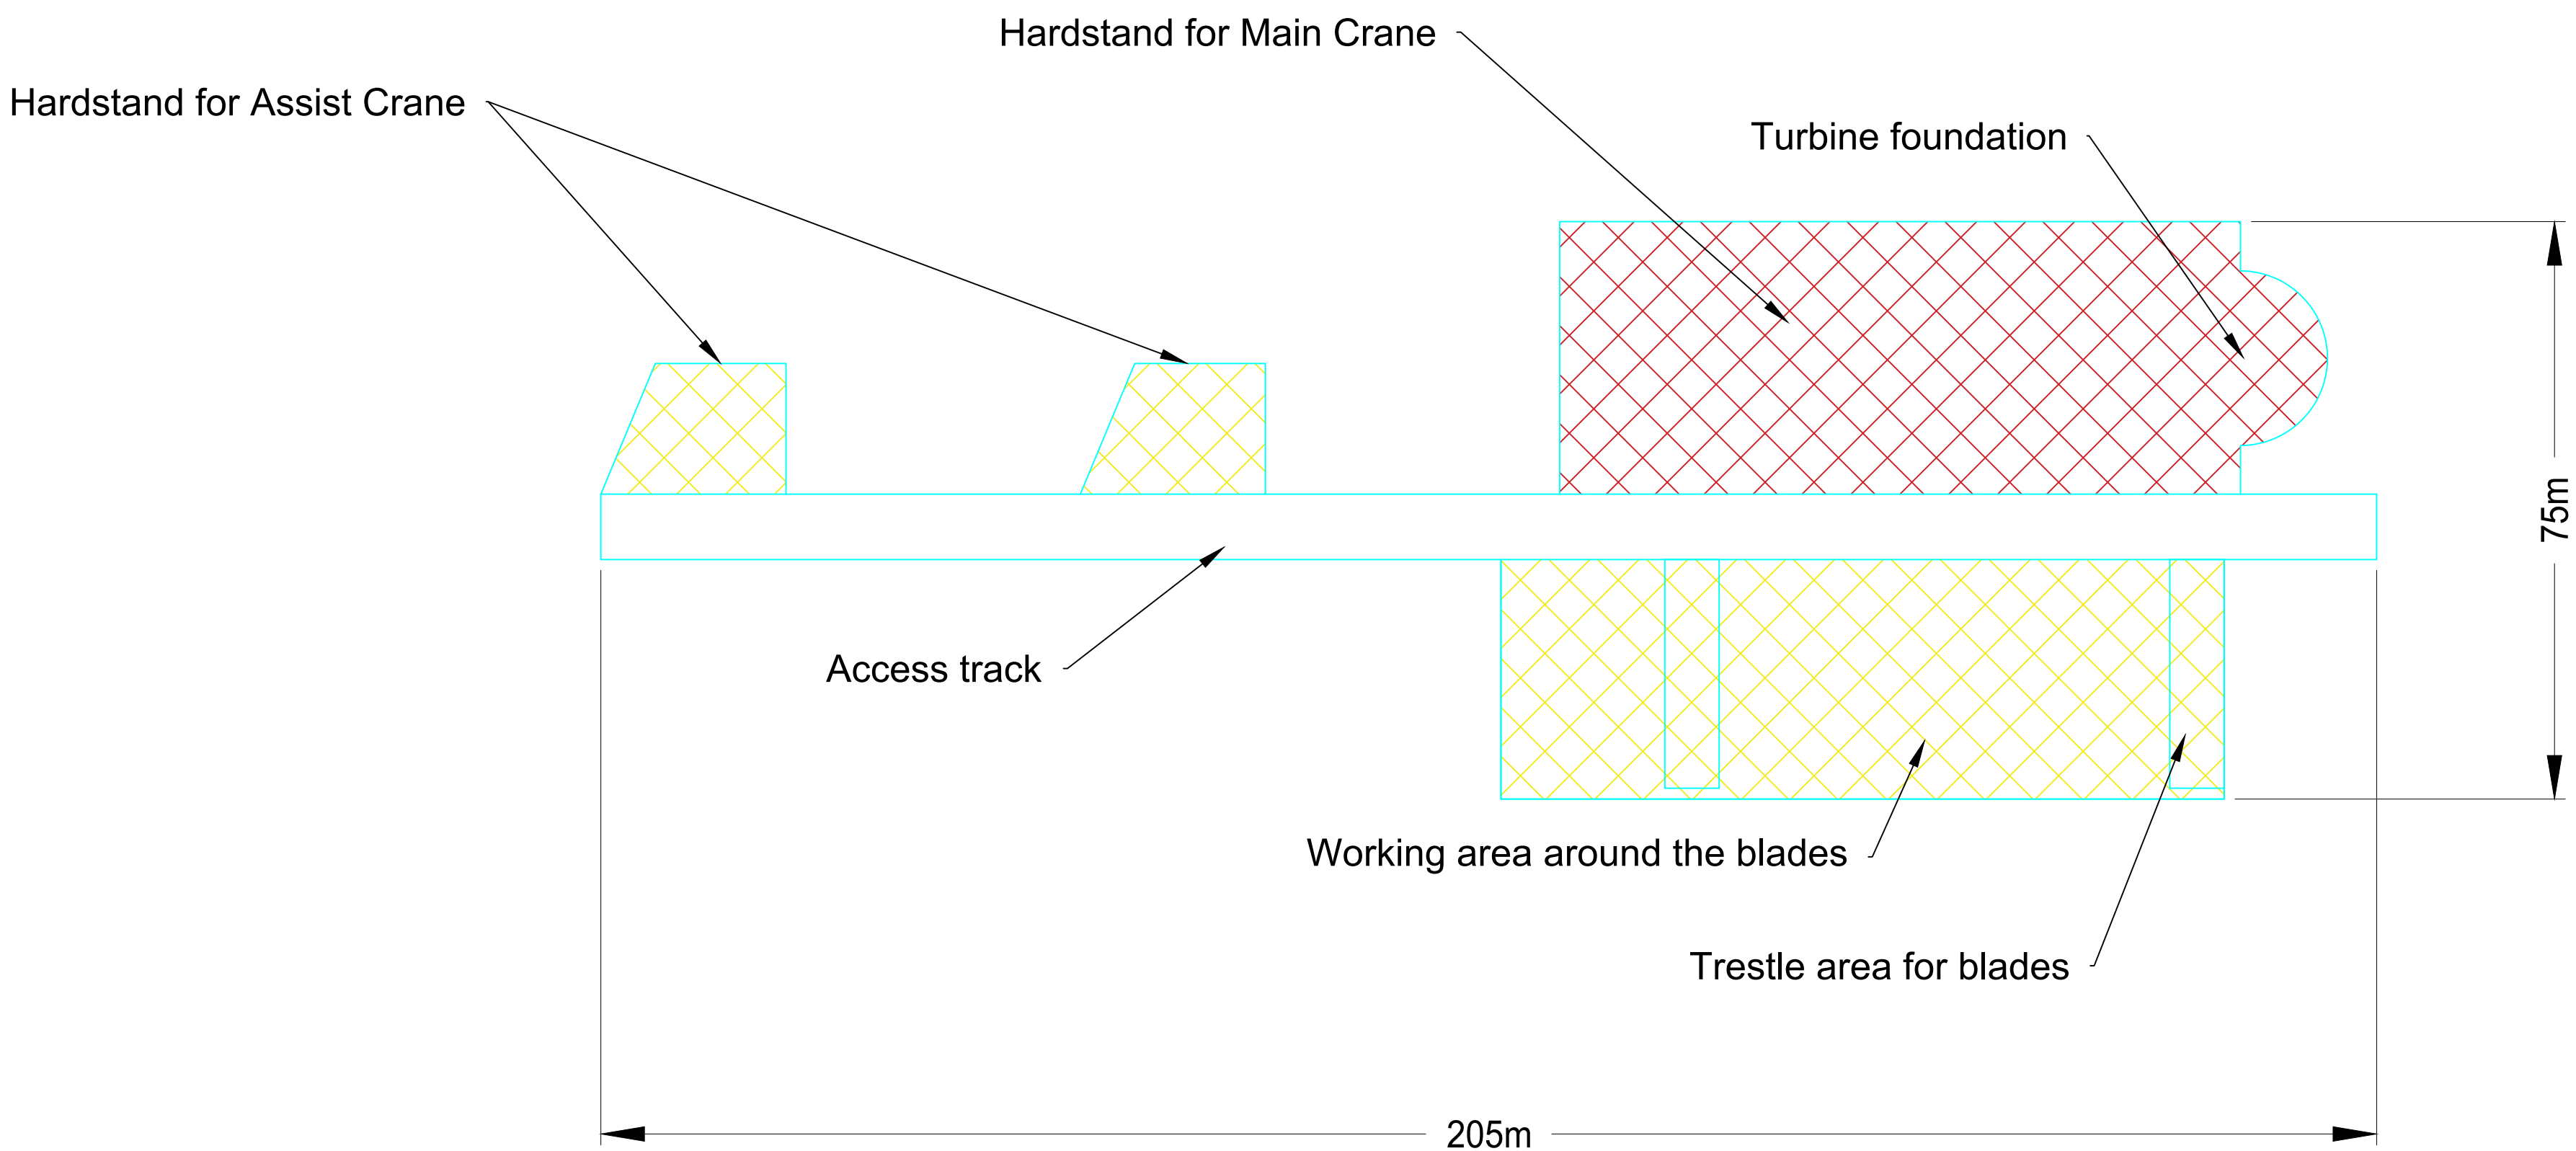 Hardstand for Main Crane
Hardstand for Assist Crane
Turbine foundation
75m
Access track
Working area around the blades
Trestle area for blades
205m